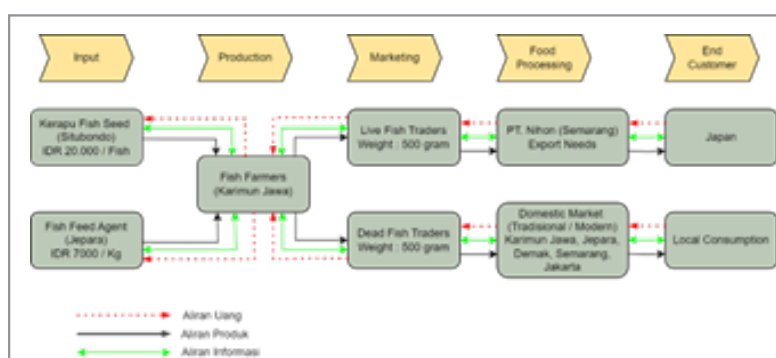 Input
Production
Marketing
Food
Processing
End
Customer
Kerapu Fish Seed
(Situbondo)
IDR 20.000 / Fish
Live Fish Traders
Weight : 500 gram
PT. Nihon (Semarang)
Export Needs
Japan
Fish Farmers
(Karimun Jawa)
Fish Feed Agent
(Jepara)
IDR 7000 / Kg
Dead Fish Traders
Weight : 500 gram
Domestic Market
(Tradisional / Modern)
Karimun Jawa, Jepara,
Demak, Semarang,
Jakarta
Local Consumption
Aliran Uang
Aliran Produk
Aliran Informasi